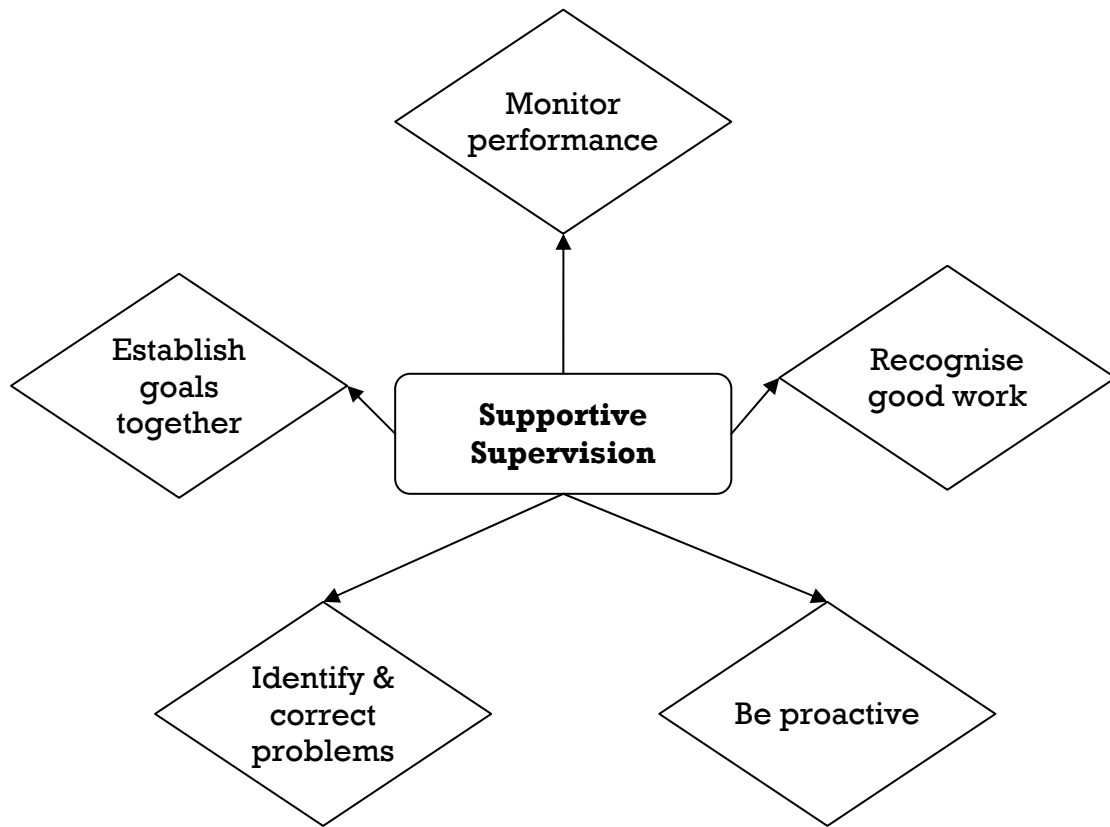 Monitor
performance
Establish
goals
together
Recognise
good work
Supportive
Supervision
Identify &
correct
problems
Be proactive